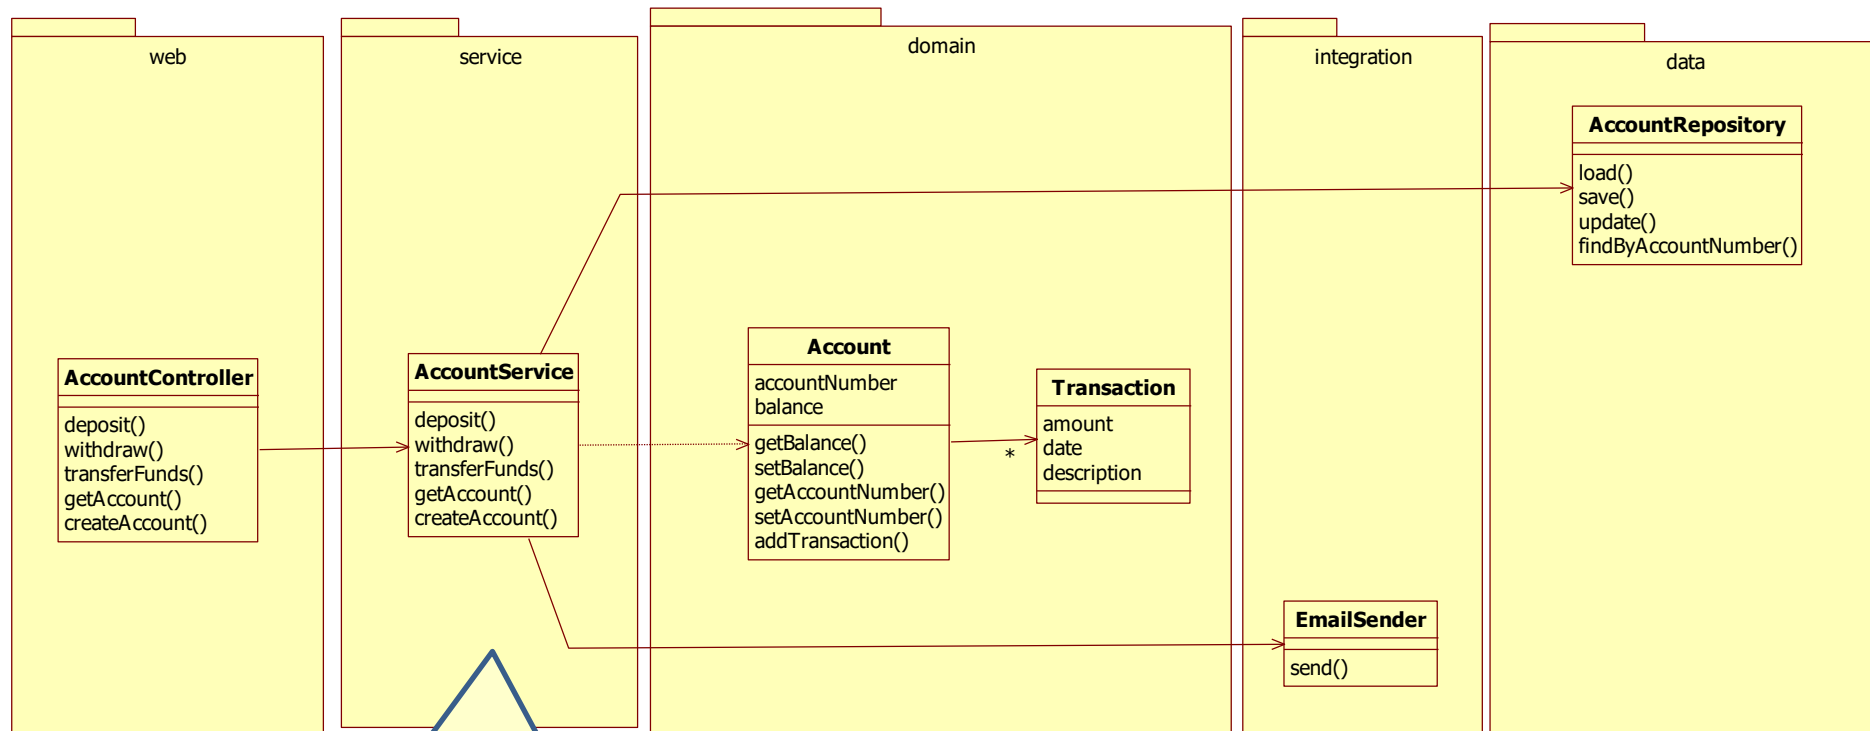 web
service
domain
integration
data
AccountController
deposit()
withdraw()
transferFunds()
getAccount()
createAccount()
AccountService
deposit()
withdraw()
transferFunds()
getAccount()
createAccount()
Account
accountNumber
balance
getBalance()
setBalance()
getAccountNumber()
setAccountNumber()
addTransaction()
*
Transaction
amount
date
description
EmailSender
send()
AccountRepository
load()
save()
update()
findByAccountNumber()